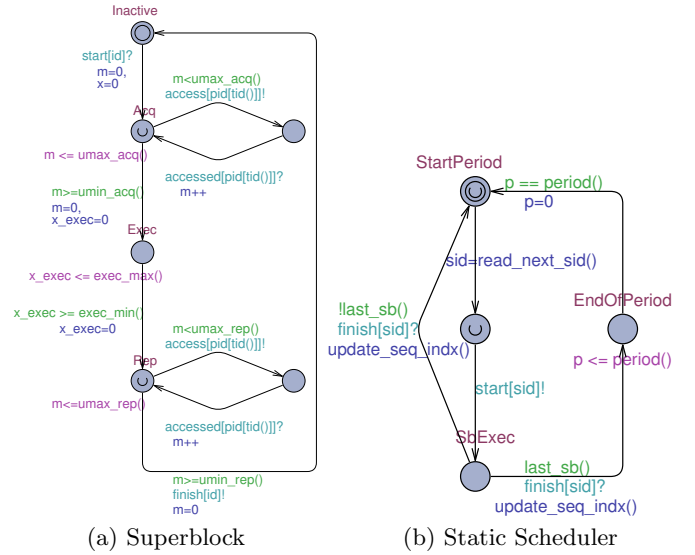 Inactive
start[id]?
m=0,
x=0
m<umax_acq()
access[pid[tid()]]!
Acq
m <= umax_acq()
accessed[pid[tid()]]?
m++
m>=umin_acq()
m=0,
x_exec=0
Exec
x_exec <= exec_max()
x_exec >= exec_min()
x_exec=0
m<umax_rep()
access[pid[tid()]]!
Rep
m<=umax_rep()
accessed[pid[tid()]]?
m++
m>=umin_rep()
finish[id]!
m=0
(a) Superblock
StartPeriod
p == period()
p=0
sid=read_next_sid()
EndOfPeriod
!last_sb()
finish[sid]?
update_seq_indx()
p <= period()
start[sid]!
SbExec
last_sb()
finish[sid]?
update_seq_indx()
(b) Static Scheduler